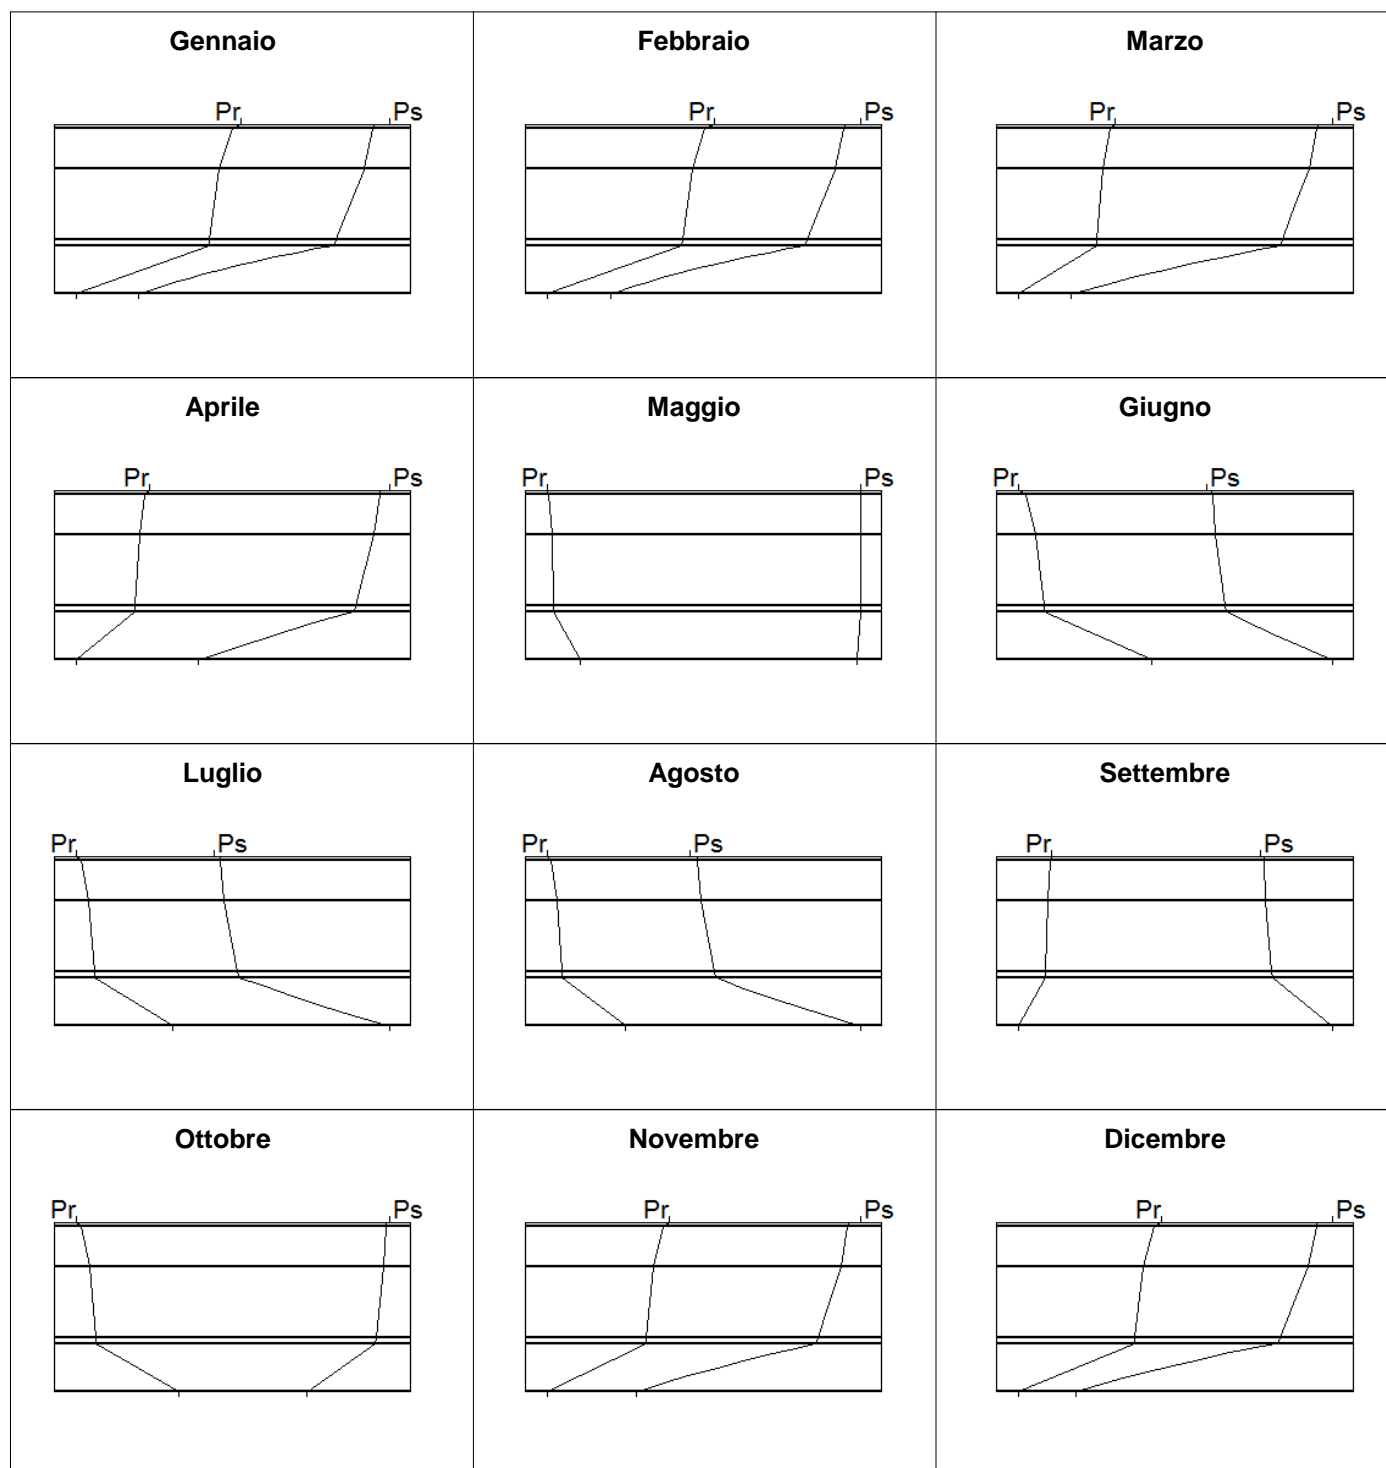 Gennaio Febbraio Marzo
Pr Ps Pr Ps Pr Ps
Aprile Maggio Giugno
Pr Ps Pr Ps Pr Ps
Luglio Agosto Settembre
Pr Ps Pr Ps Pr Ps
Ottobre Novembre Dicembre
Pr Ps Pr Ps Pr Ps